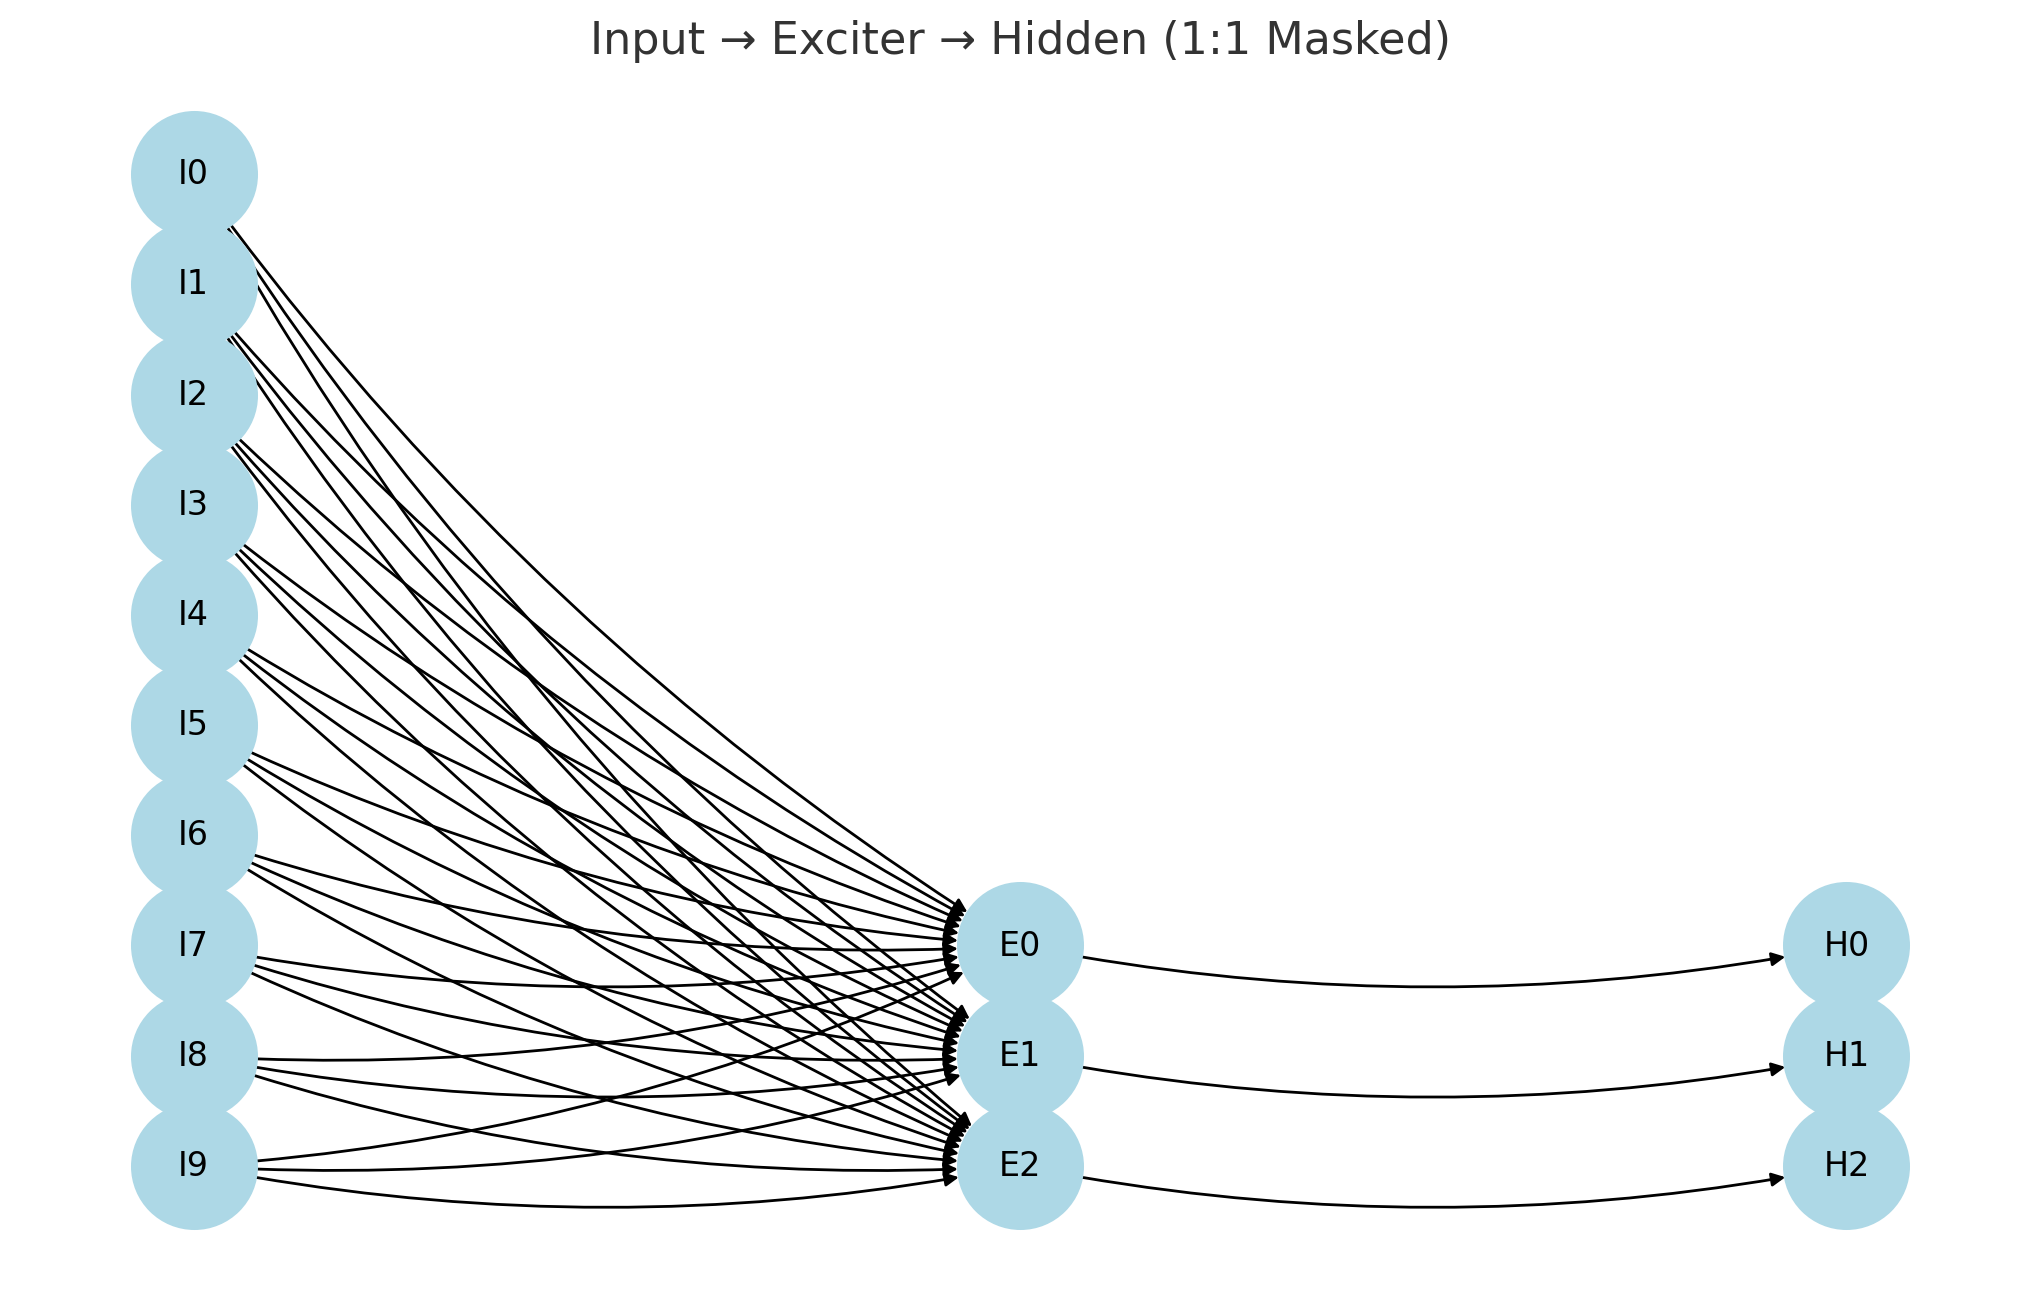 Input → Exciter → Hidden (1:1 Masked)
I0
I1
I2
I3
I4
I5
I6
I7
I8
I9
E0
E1
E2
H0
H1
H2